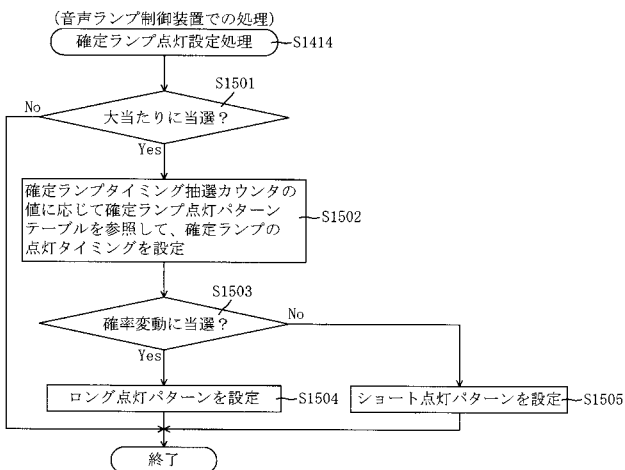 (音声ランプ制御装置での処理)
確定ランプ点灯設定処理
S1414
S1501
No
大当たりに当選?
Yes
確定ランプタイミング抽選カウンタの
値に応じて確定ランプ点灯パターン
テーブルを参照して、確定ランプの
点灯タイミングを設定
S1502
S1503
No
確率変動に当選?
Yes
ロング点灯パターンを設定
S1504
ショート点灯パターンを設定
S1505
終了